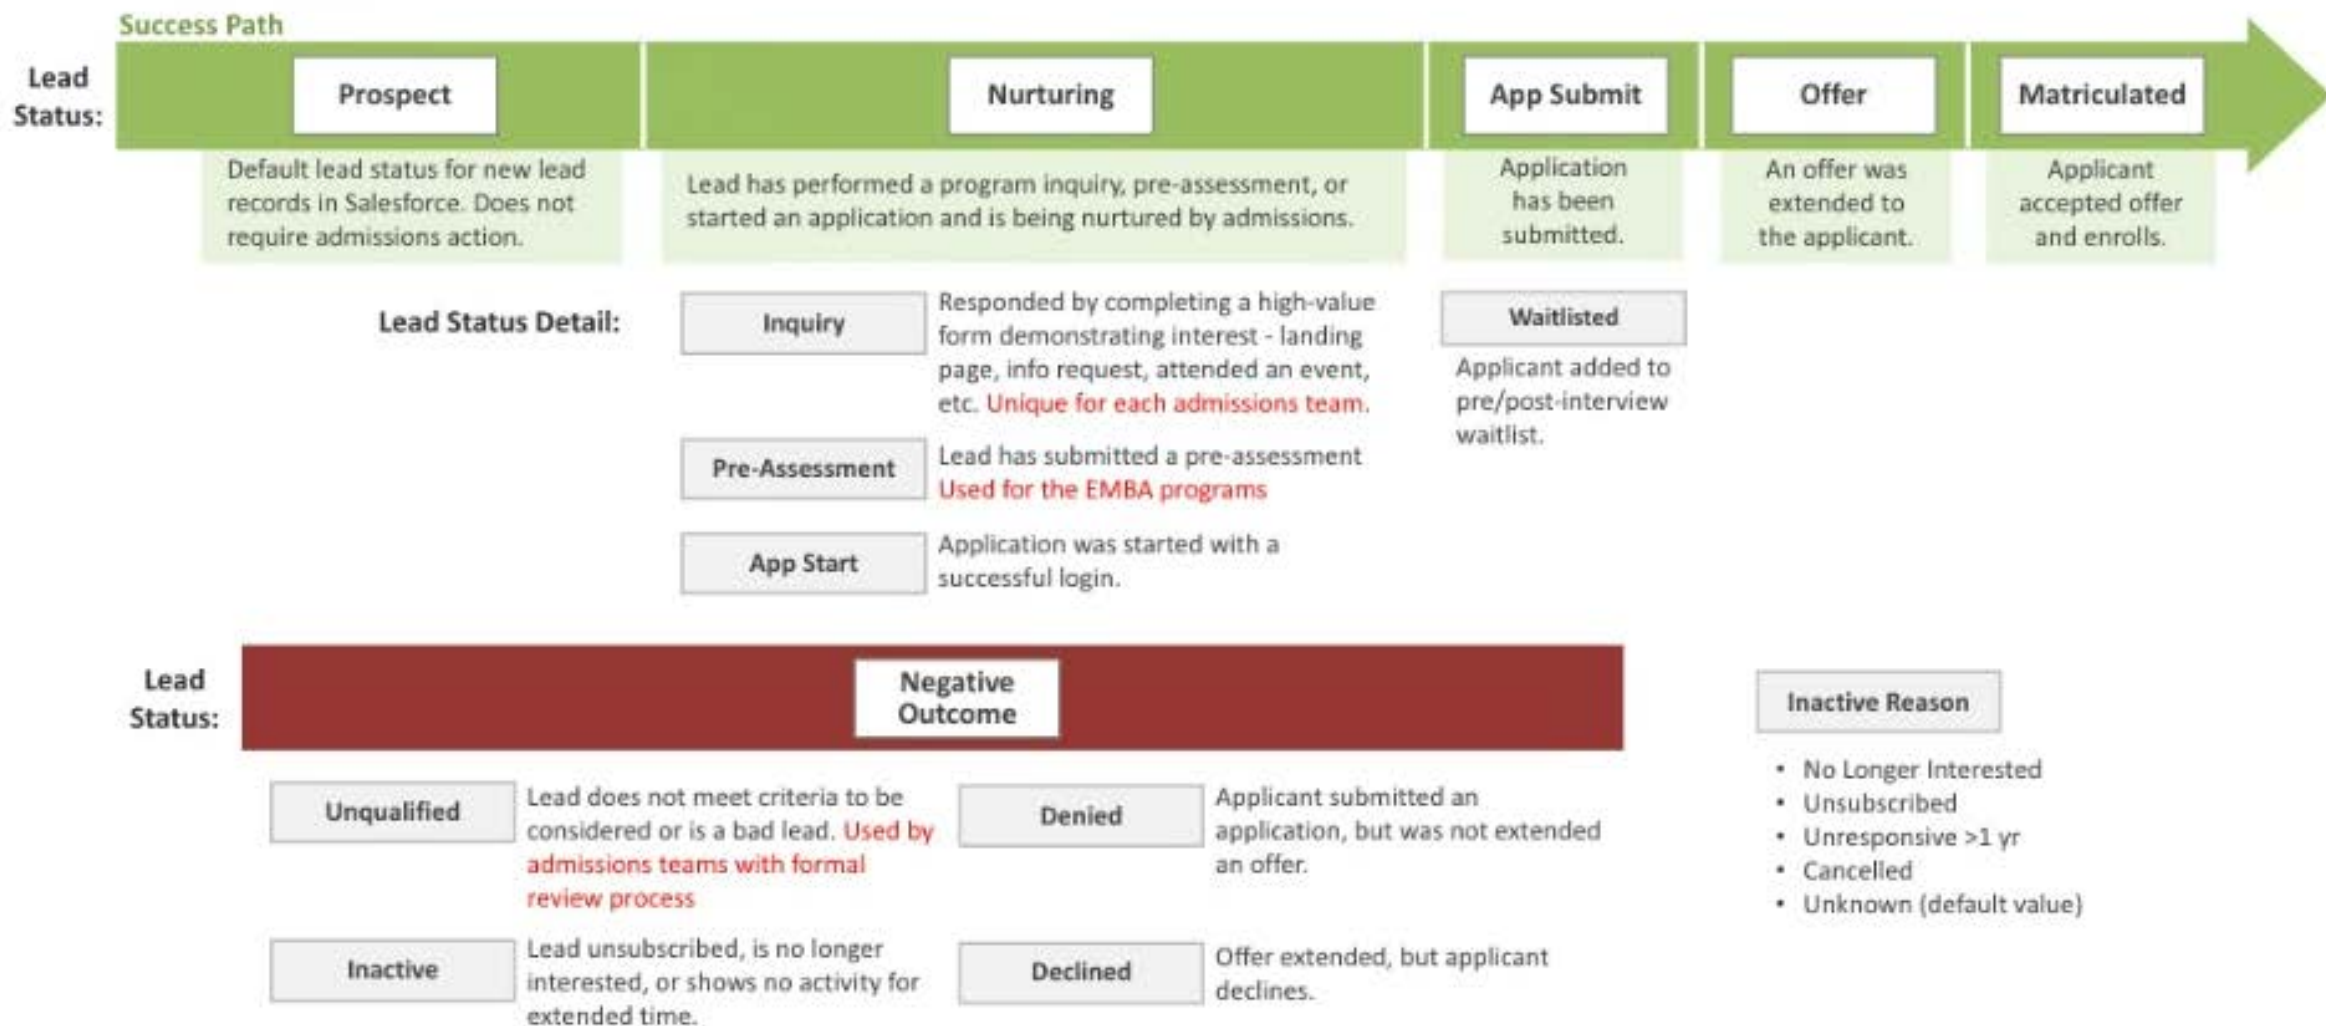 Success Path
Lead
Status:
Prospect
Nurturing
App Submit
Offer
Matriculated
Default lead status for new lead
records in Salesforce. Does not
require admissions action.
Lead has performed a program inquiry, pre-assessment, or
started an application and is being nurtured by admissions.
Application
has been
submitted.
An offer was
extended to
the applicant.
Applicant
accepted offer
and enrolls.
Lead Status Detail:
Inquiry
Responded by completing a high-value
form demonstrating interest - landing
page, info request, attended an event,
etc. Unique for each admissions team.
Pre-Assessment
Lead has submitted a pre-assessment
Used for the EMBA programs
App Start
Application was started with a
successful login.
Waitlisted
Applicant added to
pre/post-interview
waitlist.
Lead
Status:
Negative
Outcome
Unqualified
Lead does not meet criteria to be
considered or is a bad lead. Used by
admissions teams with formal
review process
Inactive
Lead unsubscribed, is no longer
interested, or shows no activity for
extended time.
Denied
Applicant submitted an
application, but was not extended
an offer.
Declined
Offer extended, but applicant
declines.
Inactive Reason
• No Longer Interested
• Unsubscribed
• Unresponsive >1 yr
• Cancelled
• Unknown (default value)